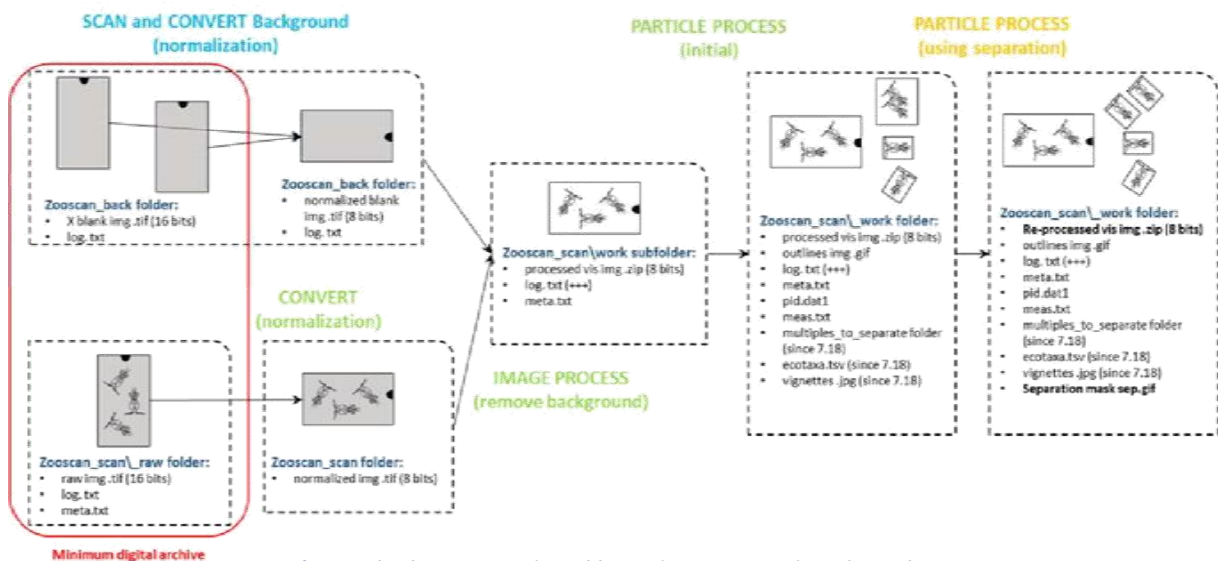 SCAN and CONVERT Background
(normalization)
Zooscan_back folder:
• X blank img .tif (16 bits)
• log. txt
Zooscan_back folder:
• normalized blank
img .tif (8 bits)
• log. txt
CONVERT
(normalization)
Zooscan_scan\_raw folder:
• raw img .tif (16 bits)
• log. txt
• meta.txt
Minimum digital archive
Zooscan_scan folder:
• normalized img .tif (8 bits)
IMAGE PROCESS
(remove background)
Zooscan_scan\work subfolder:
• processed vis img .zip (8 bits)
• log. txt (+++)
• meta.txt
PARTICLE PROCESS
(initial)
Zooscan_scan\_work folder:
• processed vis img .zip (8 bits)
• outlines img .gif
• log. txt (+++)
• meta.txt
• pid.dat1
• meas.txt
• multiples_to_separate folder
(since 7.18)
• ecotaxa.tsv (since 7.18)
• vignettes .jpg (since 7.18)
PARTICLE PROCESS
(using separation)
Zooscan_scan\_work folder:
• Re-processed vis img .zip (8 bits)
• outlines img .gif
• log. txt (+++)
• meta.txt
• pid.dat1
• meas.txt
• multiples_to_separate folder
(since 7.18)
• ecotaxa.tsv (since 7.18)
• vignettes .jpg (since 7.18)
• Separation mask sep.gif